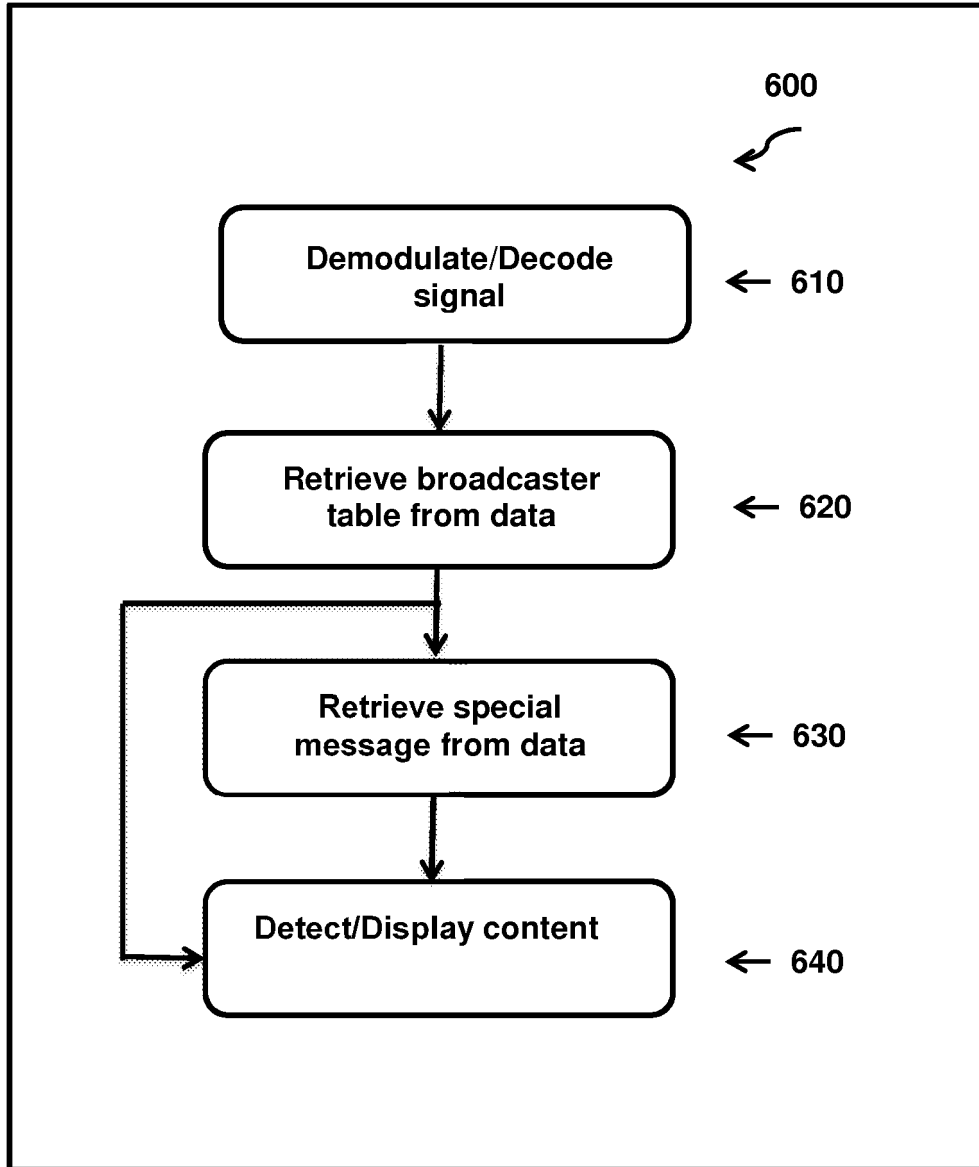 600
Demodulate/Decode
signal
610
Retrieve broadcaster
table from data
620
Retrieve special
message from data
630
Detect/Display content
640